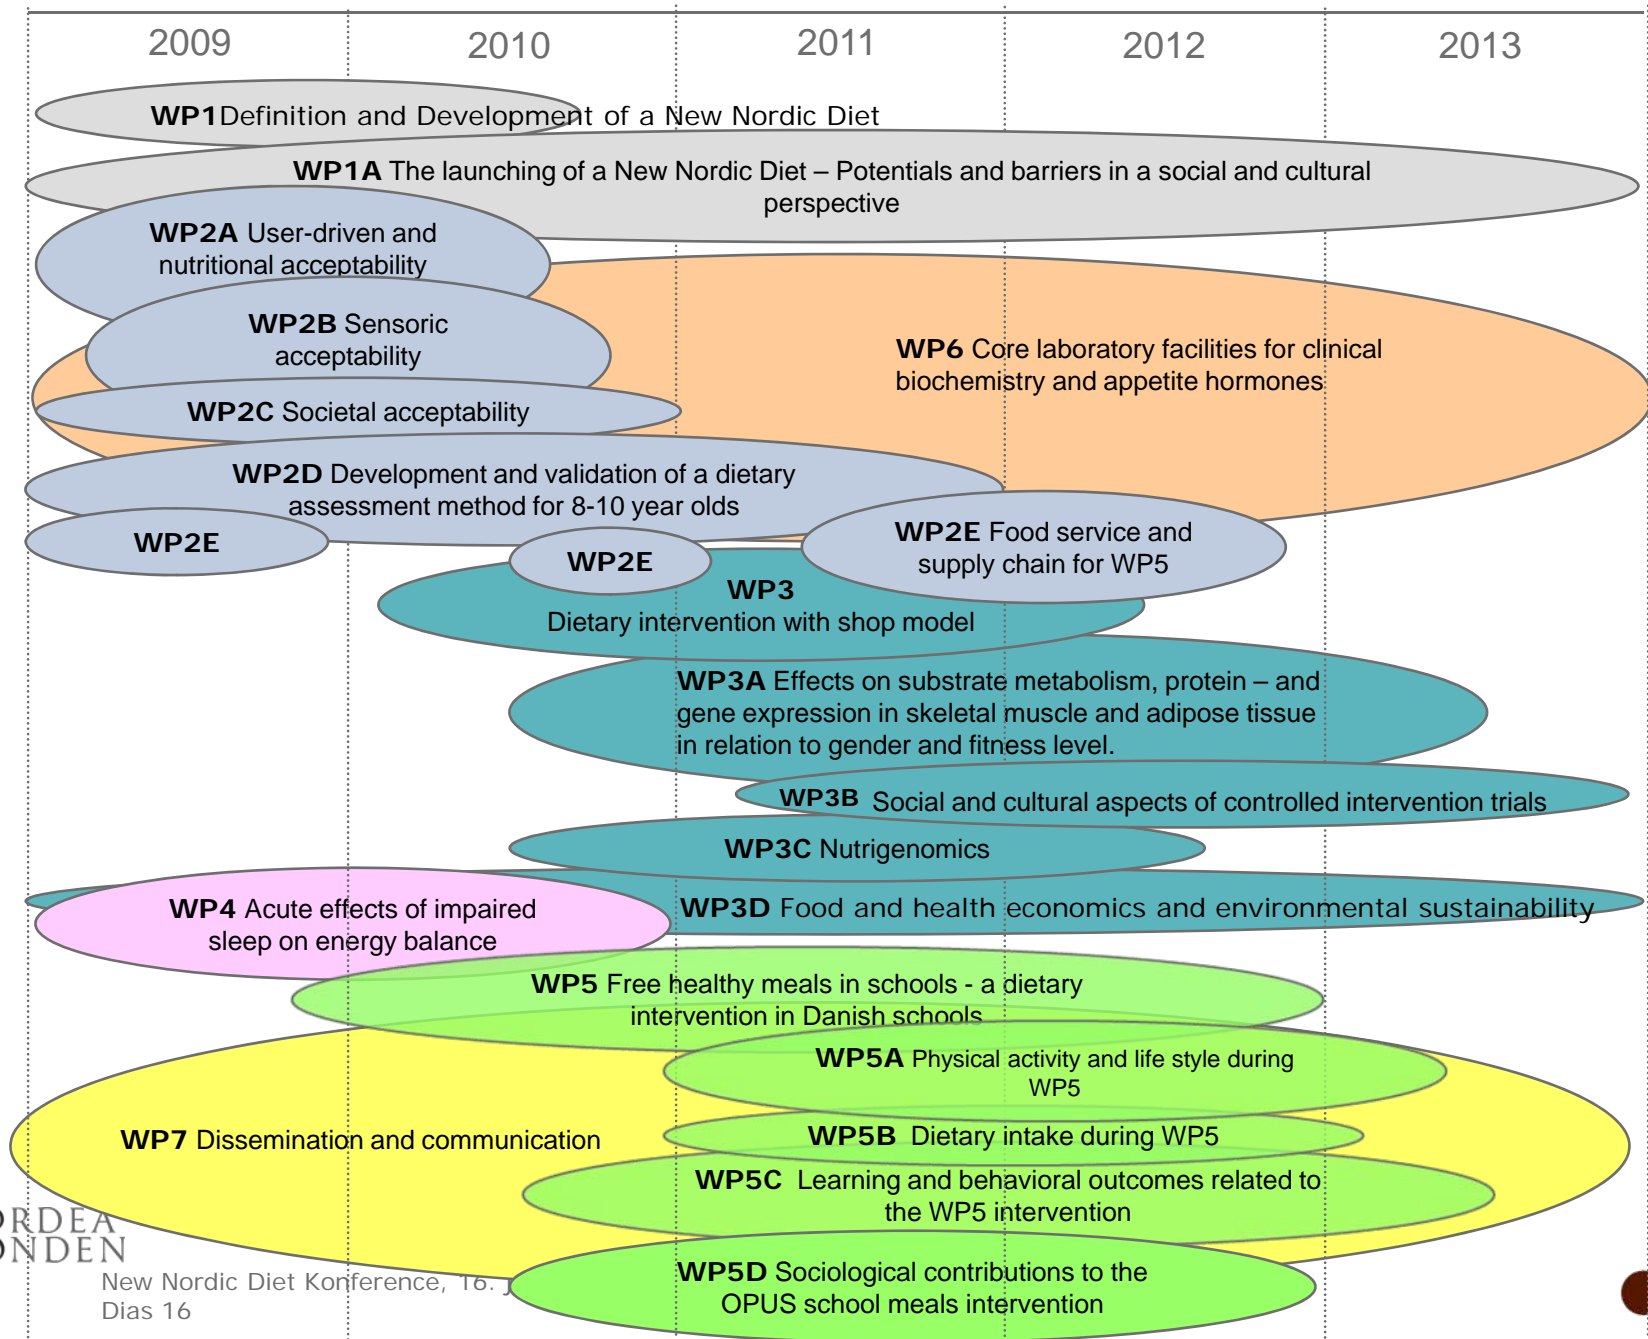 2009 2010 2011 2012 2013
WP1Definition and Development of a New Nordic Diet
WP1A The launching of a New Nordic Diet – Potentials and barriers in a social and cultural
perspective
WP2A User-driven and
nutritional acceptability
WP2B Sensoric
acceptability
WP6 Core laboratory facilities for clinical
biochemistry and appetite hormones
WP2C Societal acceptability
WP2D Development and validation of a dietary
assessment method for 8-10 year olds
WP2E
WP2E
WP2E Food service and
supply chain for WP5
WP3
Dietary intervention with shop model
WP3A Effects on substrate metabolism, protein – and
gene expression in skeletal muscle and adipose tissue
in relation to gender and fitness level.
WP3B Social and cultural aspects of controlled intervention trials
WP3C Nutrigenomics
WP4 Acute effects of impaired
sleep on energy balance
WP3D Food and health economics and environmental sustainability
WP5 Free healthy meals in schools - a dietary
intervention in Danish schools
WP5A Physical activity and life style during
WP5
WP7 Dissemination and communication
WP5B Dietary intake during WP5
WP5C Learning and behavioral outcomes related to
the WP5 intervention
WP5D Sociological contributions to the
OPUS school meals intervention
ORDEA
ONDEN
New Nordic Diet Konference, 16.
Dias 16